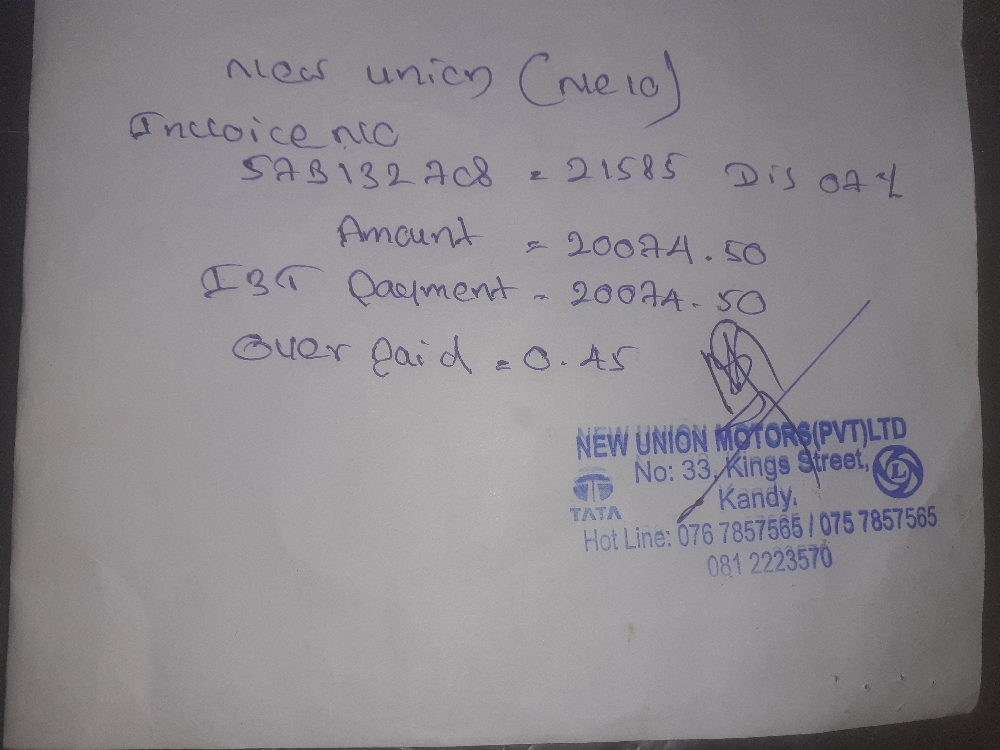 New union (Me10)
Invoice No
57B132708 = 21585 Dis 07%
Amount = 20074.50
IBT Payment = 20074.50
Over Paid = 0.45
NEW UNION MOTORS(PVT)LTD
No: 33, Kings Street,
Kandy.
TATA
Hot Line: 076 7857565 / 075 7857565
081 2223570